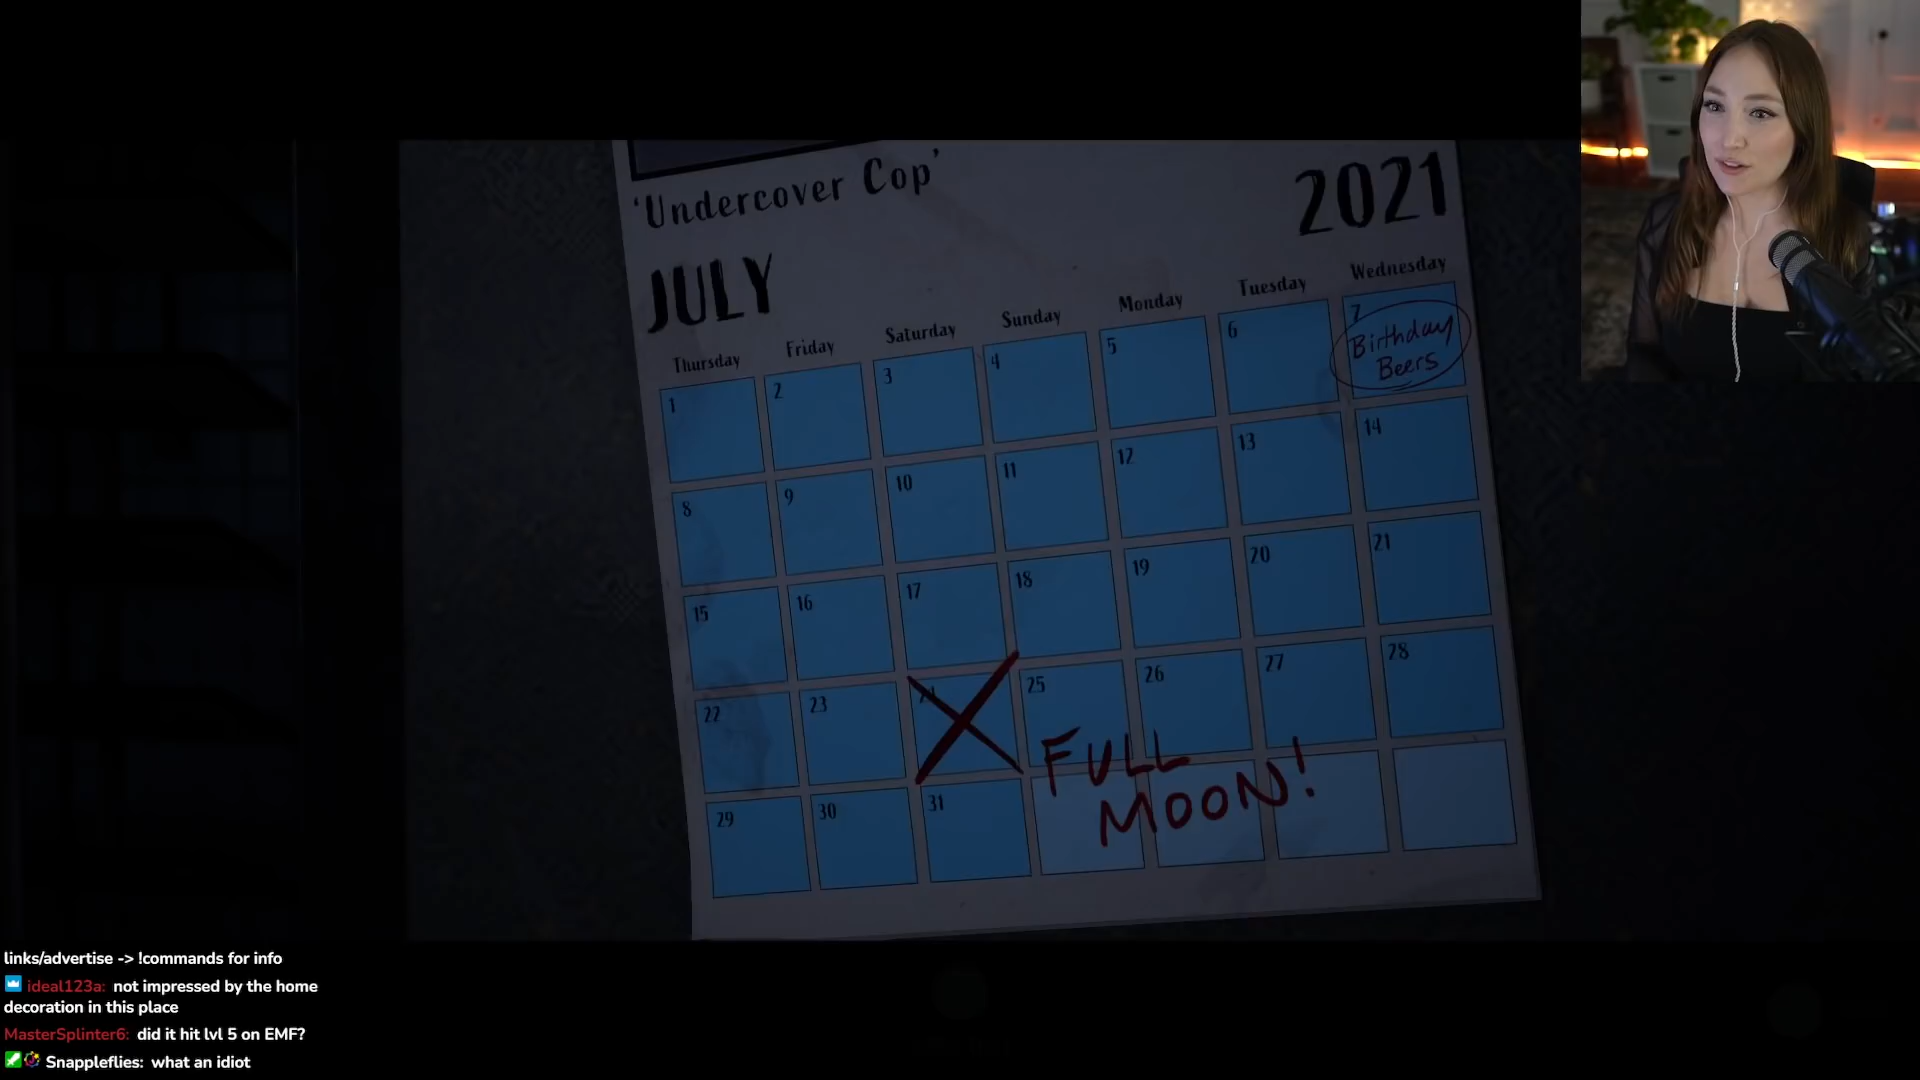 'Undercover Cop'
2021
JULY
Thursday Friday Saturday Sunday Monday Tuesday Wednesday
1 2 3 4 5 6 7
Birthday
Beers
8 9 10 11 12 13 14
15 16 17 18 19 20 21
22 23 24 25 26 27 28
FULL
MOON!
29 30 31
links/advertise -> !commands for info
ideal123a: not impressed by the home
decoration in this place
MasterSplinter6: did it hit lvl 5 on EMF?
Snappleflies: what an idiot